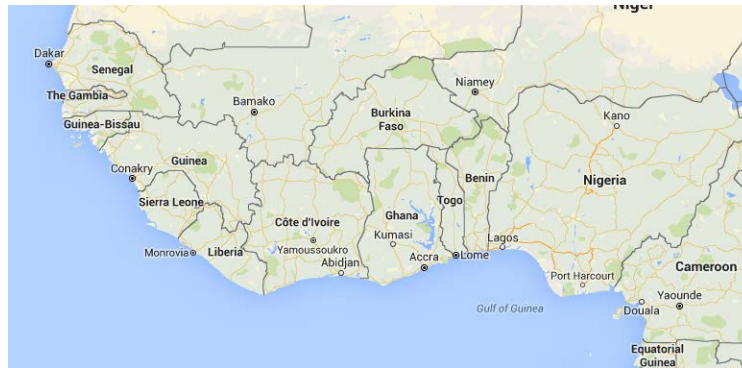 Niger
Dakar
Senegal
The Gambia
Guinea-Bissau
Bamako
Niamey
Burkina
Faso
Kano
Conakry
Guinea
Sierra Leone
Benin
Nigeria
Togo
Côte d'Ivoire
Ghana
Yamoussoukro
Kumasi
Lagos
Monrovia
Liberia
Abidjan
Accra
Lome
Port Harcourt
Cameroon
Yaounde
Gulf of Guinea
Douala
Equatorial
Guinea